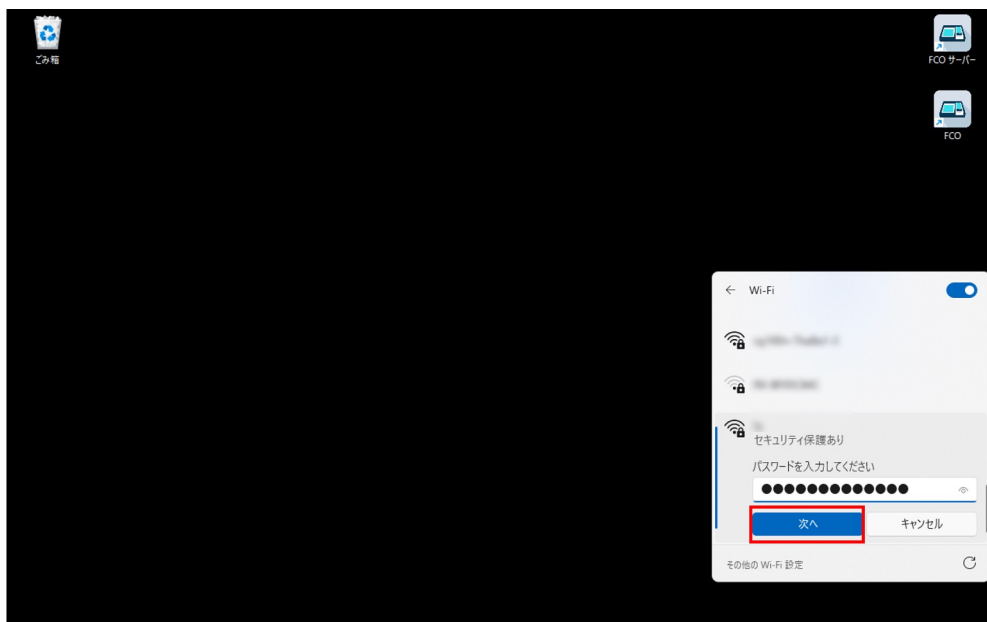 ごみ箱
FCO サーバー
FCO
Wi-Fi
セキュリティ保護あり
パスワードを入力してください
●●●●●●●●●●●●●
次へ
キャンセル
その他の Wi-Fi 設定